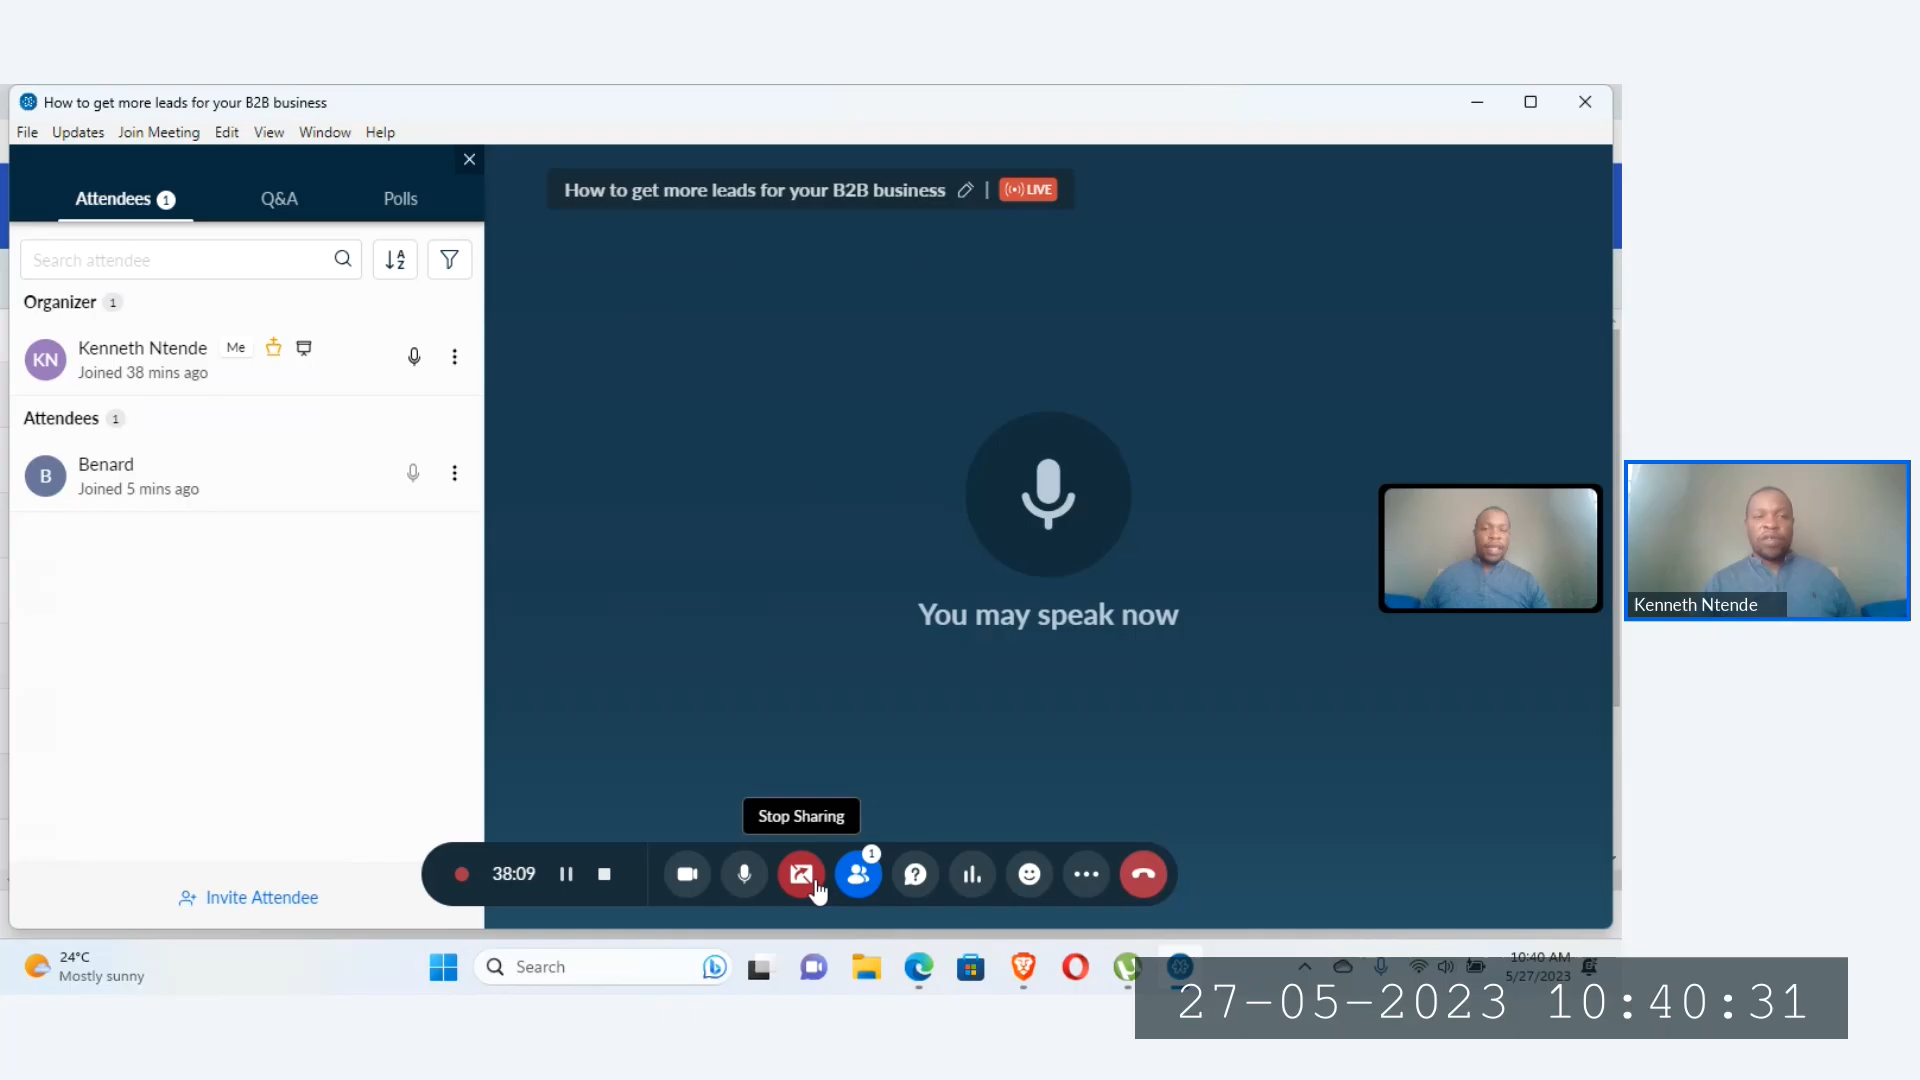 How to get more leads for your B2B business
File Updates Join Meeting Edit View Window Help
Attendees 1 Q&A Polls
How to get more leads for your B2B business | LIVE
Search attendee
A
Z
Organizer 1
KN
Kenneth Ntende Me
Joined 38 mins ago
Attendees 1
B
Benard
Joined 5 mins ago
You may speak now
Kenneth Ntende
Stop Sharing
38:09
1
Invite Attendee
24°C
Mostly sunny
Search
10:40 AM
5/27/2023
27-05-2023 10:40:31